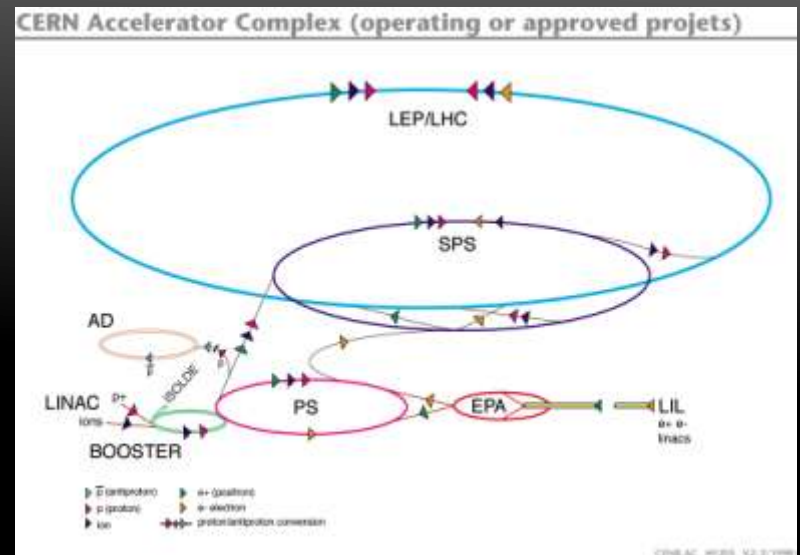 CERN Accelerator Complex (operating or approved projets)
LEP/LHC
SPS
AD
p
p
ISOLDE
LINAC
p+
ions
BOOSTER
PS
EPA
LIL
e+ e-
linacs
p (antiproton)
p (proton)
ion
e+ (positron)
e- electron
proton/antiproton conversion